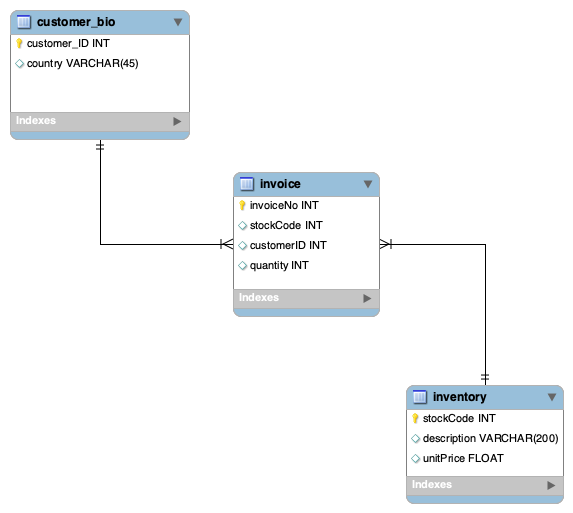 customer_bio
customer_ID INT
country VARCHAR(45)
Indexes
invoice
invoiceNo INT
stockCode INT
customerID INT
quantity INT
Indexes
inventory
stockCode INT
description VARCHAR(200)
unitPrice FLOAT
Indexes